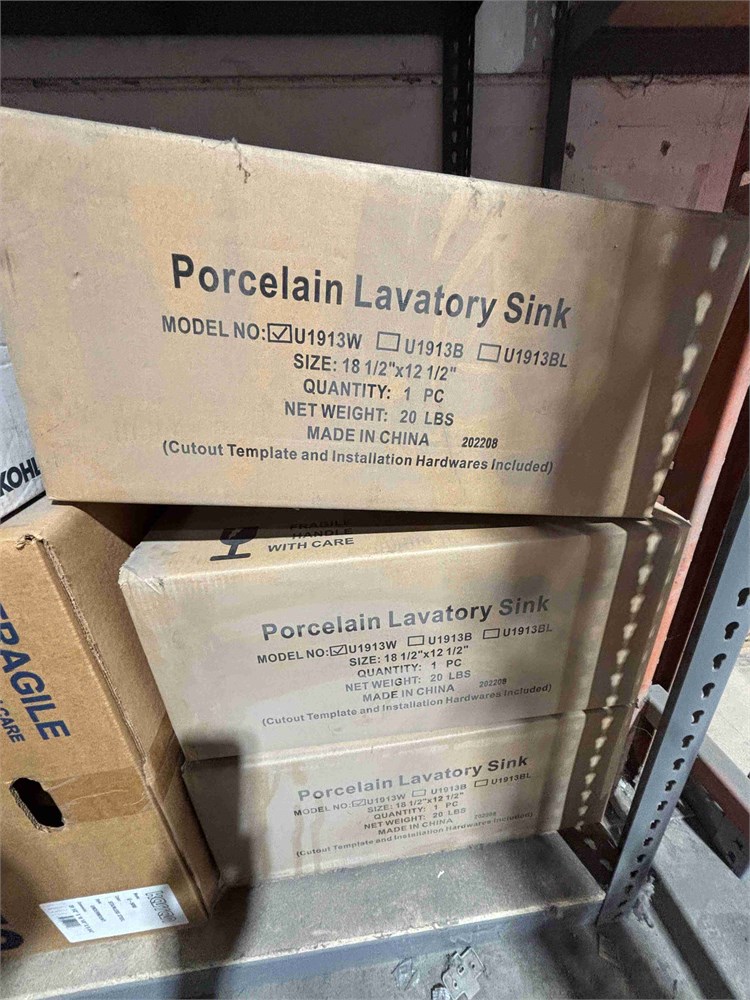 Porcelain Lavatory Sink
MODEL NO:☑U1913W ☐U1913B ☐U1913BL
SIZE: 18 1/2"x12 1/2"
QUANTITY: 1 PC
NET WEIGHT: 20 LBS
MADE IN CHINA 202208
(Cutout Template and Installation Hardwares Included)
KOHL
FRAGILE
HANDLE
WITH CARE
Porcelain Lavatory Sink
MODEL NO:☑U1913W ☐U1913B ☐U1913BL
SIZE: 18 1/2"x12 1/2"
QUANTITY: 1 PC
NET WEIGHT: 20 LBS
MADE IN CHINA 202208
(Cutout Template and Installation Hardwares Included)
FRAGILE
CARE
Porcelain Lavatory Sink
MODEL NO:☑U1913W ☐U1913B ☐U1913BL
SIZE: 18 1/2"x12 1/2"
QUANTITY: 1 PC
NET WEIGHT: 20 LBS
MADE IN CHINA 202208
(Cutout Template and Installation Hardwares Included)